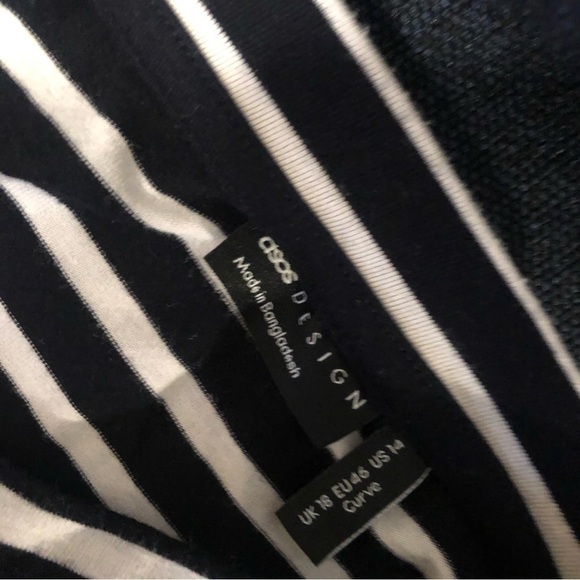 asos DESIGN
Made in Bangladesh
UK 18 EU 46 US 14
Curve